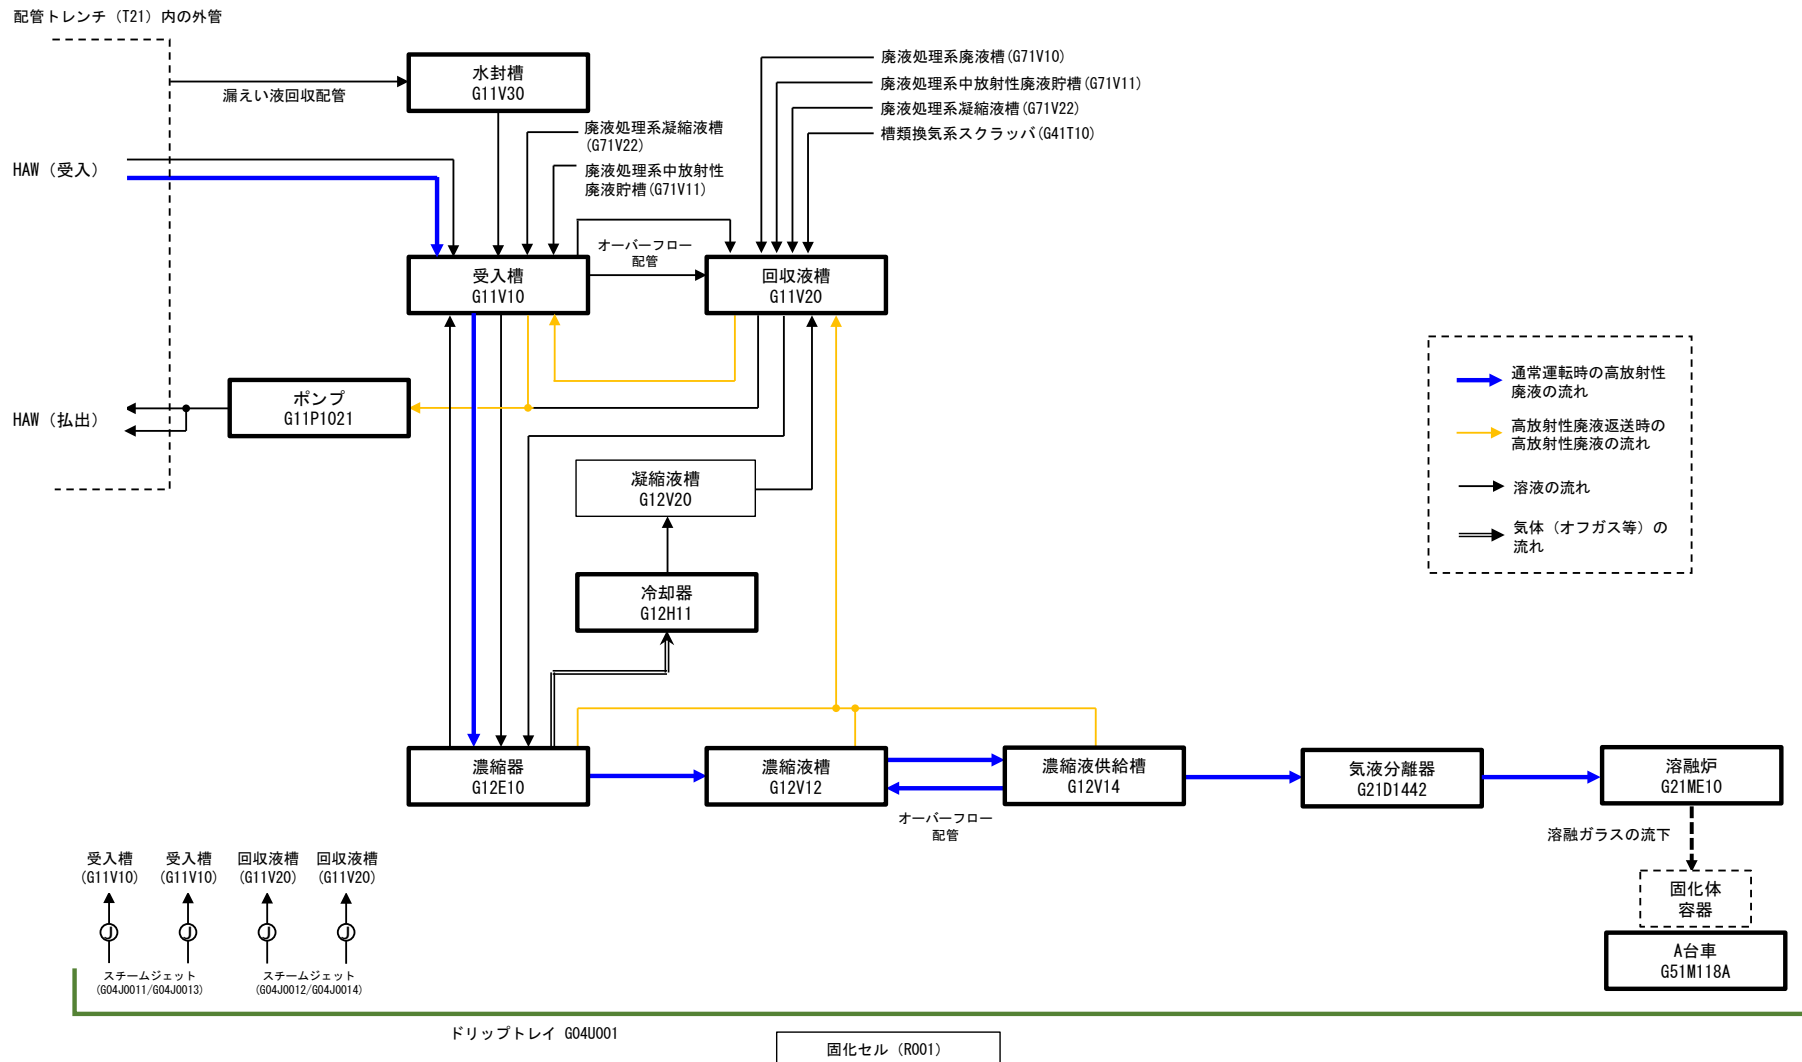 配管トレンチ（T21）内の外管
水封槽
G11V30
漏えい液回収配管
廃液処理系廃液槽(G71V10)
廃液処理系中放射性廃液貯槽(G71V11)
廃液処理系凝縮液槽(G71V22)
槽類換気系スクラッバ(G41T10)
廃液処理系凝縮液槽
(G71V22)
廃液処理系中放射性
廃液貯槽(G71V11)
HAW（受入）
オーバーフロー
配管
受入槽
G11V10
回収液槽
G11V20
ポンプ
G11P1021
HAW（払出）
通常運転時の高放射性
廃液の流れ
高放射性廃液返送時の
高放射性廃液の流れ
溶液の流れ
気体（オフガス等）の
流れ
凝縮液槽
G12V20
冷却器
G12H11
濃縮器
G12E10
濃縮液槽
G12V12
濃縮液供給槽
G12V14
気液分離器
G21D1442
溶融炉
G21ME10
オーバーフロー
配管
溶融ガラスの流下
固化体
容器
A台車
G51M118A
受入槽
(G11V10)
受入槽
(G11V10)
回収液槽
(G11V20)
回収液槽
(G11V20)
J
J
J
J
スチームジェット
(G04J0011/G04J0013)
スチームジェット
(G04J0012/G04J0014)
ドリップトレイ G04U001
固化セル（R001）